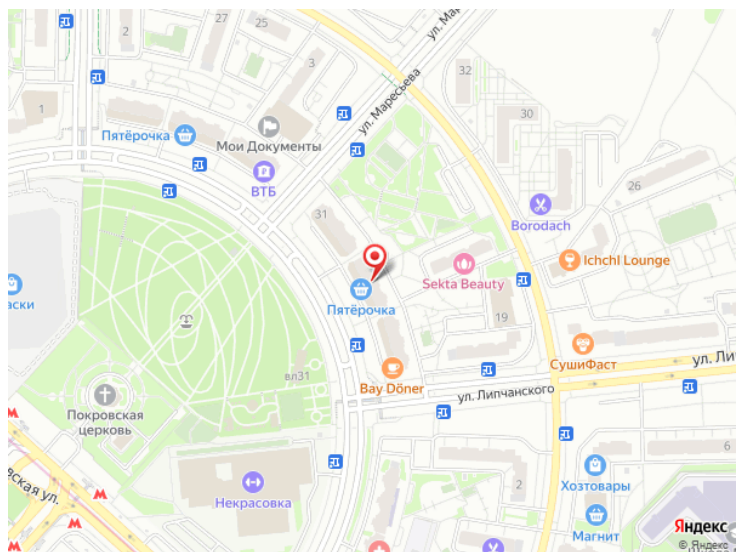 2
27
25
3
ул. Мар
32
1
Пятёрочка
Мои Документы
ул. Маресьева
30
ВТБ
26
31
Borodach
Ichchl Lounge
Sekta Beauty
аски
Пятёрочка
19
СушиФаст
вл31
Bay Döner
ул. Ли
ул. Липчанского
Покровская
церковь
вская ул.
Некрасовка
2
Хозтовары
6
Магнит
Яндекс
© Яндекс